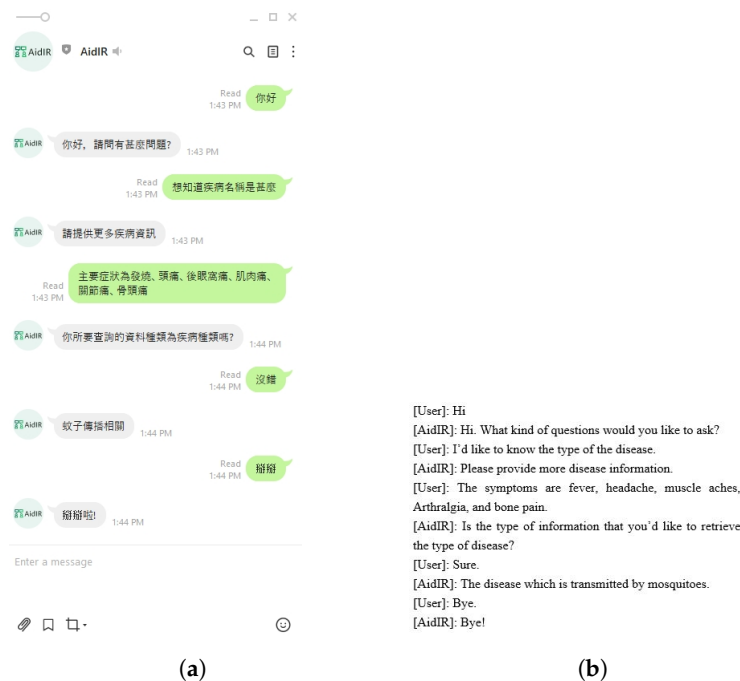 AidIR AidIR
Read
1:43 PM
你好
AidIR
你好, 請問有甚麼問題?
1:43 PM
Read
1:43 PM
想知道疾病名稱是甚麼
AidIR
請提供更多疾病資訊
1:43 PM
主要症狀為發燒、頭痛、後眼窩痛、肌肉痛、
關節痛、骨頭痛
Read
1:43 PM
AidIR
你所要查詢的資料種類為疾病種類嗎?
1:44 PM
Read
1:44 PM
沒錯
AidIR
蚊子傳播相關
1:44 PM
Read
1:44 PM
掰掰
AidIR
掰掰啦!
1:44 PM
Enter a message
(a)
[User]: Hi
[AidIR]: Hi. What kind of questions would you like to ask?
[User]: I'd like to know the type of the disease.
[AidIR]: Please provide more disease information.
[User]: The symptoms are fever, headache, muscle aches,
Arthralgia, and bone pain.
[AidIR]: Is the type of information that you'd like to retrieve
the type of disease?
[User]: Sure.
[AidIR]: The disease which is transmitted by mosquitoes.
[User]: Bye.
[AidIR]: Bye!
(b)